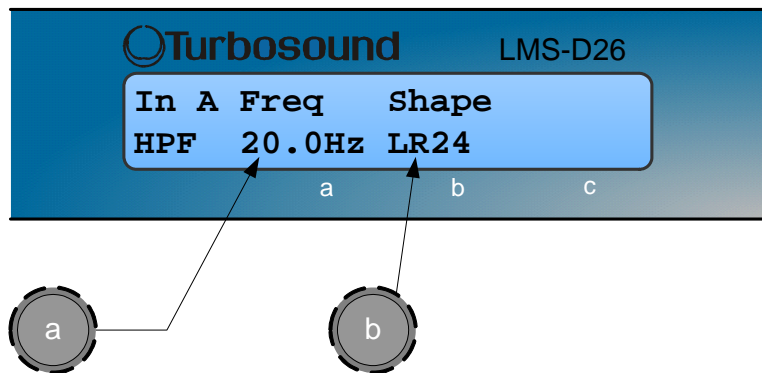 Turbosound LMS-D26
In A Freq Shape
HPF 20.0Hz LR24
a b c
a b